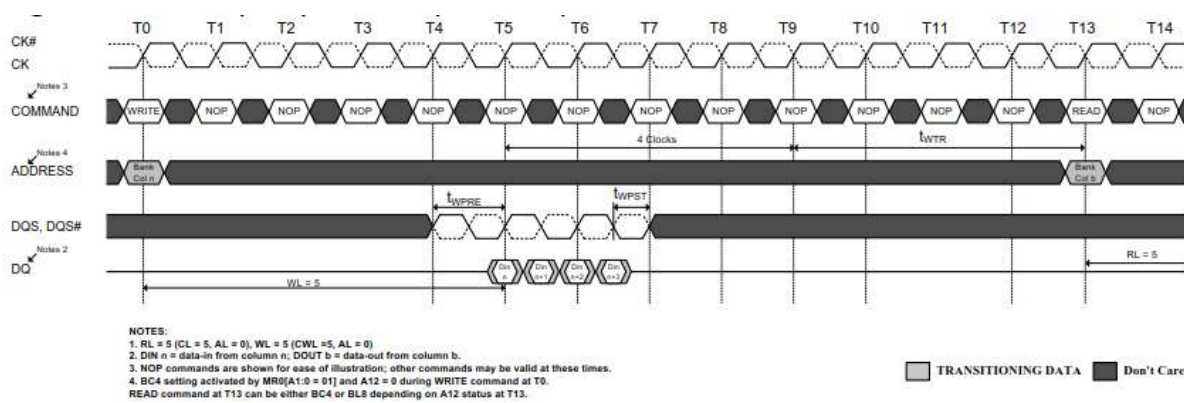 T0 T1 T2 T3 T4 T5 T6 T7 T8 T9 T10 T11 T12 T13 T14
CK#
CK
Notes 3
COMMAND WRITE NOP NOP NOP NOP NOP NOP NOP NOP NOP NOP NOP NOP READ NOP
4 Clocks tWTR
Notes 4
ADDRESS
Bank Col n
Bank Col b
tWPRE tWPST
DQS, DQS#
Notes 2
DQ
Din n
Din n+1
Din n+2
Din n+3
RL = 5
WL = 5
NOTES:
1. RL = 5 (CL = 5, AL = 0), WL = 5 (CWL =5, AL = 0)
2. DIN n = data-in from column n; DOUT b = data-out from column b.
3. NOP commands are shown for ease of illustration; other commands may be valid at these times.
4. BC4 setting activated by MR0[A1:0 = 01] and A12 = 0 during WRITE command at T0.
READ command at T13 can be either BC4 or BL8 depending on A12 status at T13.
TRANSITIONING DATA Don't Care